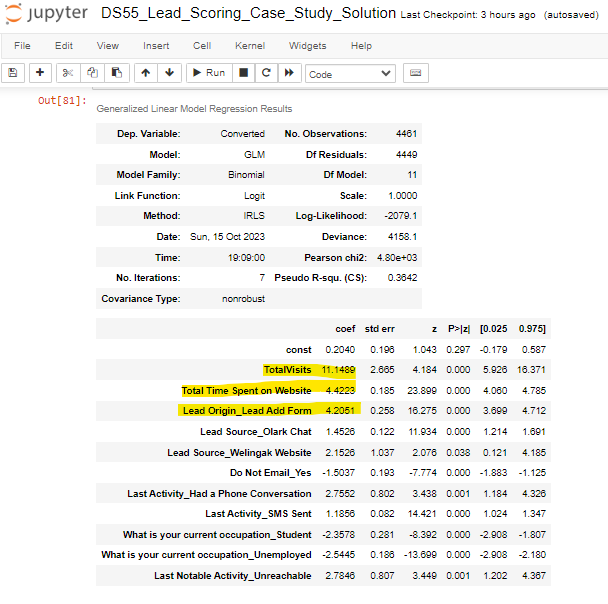 jupyter DS55_Lead_Scoring_Case_Study_Solution Last Checkpoint: 3 hours ago (autosaved)
File Edit View Insert Cell Kernel Widgets Help
Run Code
Out[81]:
Generalized Linear Model Regression Results
Dep. Variable: Converted No. Observations: 4461
Model: GLM Df Residuals: 4449
Model Family: Binomial Df Model: 11
Link Function: Logit Scale: 1.0000
Method: IRLS Log-Likelihood: -2079.1
Date: Sun, 15 Oct 2023 Deviance: 4158.1
Time: 19:09:00 Pearson chi2: 4.80e+03
No. Iterations: 7 Pseudo R-squ. (CS): 0.3642
Covariance Type: nonrobust
coef std err z P>|z| [0.025 0.975]
const 0.2040 0.196 1.043 0.297 -0.179 0.587
TotalVisits 11.1489 2.665 4.184 0.000 5.926 16.371
Total Time Spent on Website 4.4223 0.185 23.899 0.000 4.060 4.785
Lead Origin_Lead Add Form 4.2051 0.258 16.275 0.000 3.699 4.712
Lead Source_Olark Chat 1.4526 0.122 11.934 0.000 1.214 1.691
Lead Source_Welingak Website 2.1526 1.037 2.076 0.038 0.121 4.185
Do Not Email_Yes -1.5037 0.193 -7.774 0.000 -1.883 -1.125
Last Activity_Had a Phone Conversation 2.7552 0.802 3.438 0.001 1.184 4.326
Last Activity_SMS Sent 1.1856 0.082 14.421 0.000 1.024 1.347
What is your current occupation_Student -2.3578 0.281 -8.392 0.000 -2.908 -1.807
What is your current occupation_Unemployed -2.5445 0.186 -13.699 0.000 -2.908 -2.180
Last Notable Activity_Unreachable 2.7846 0.807 3.449 0.001 1.202 4.367